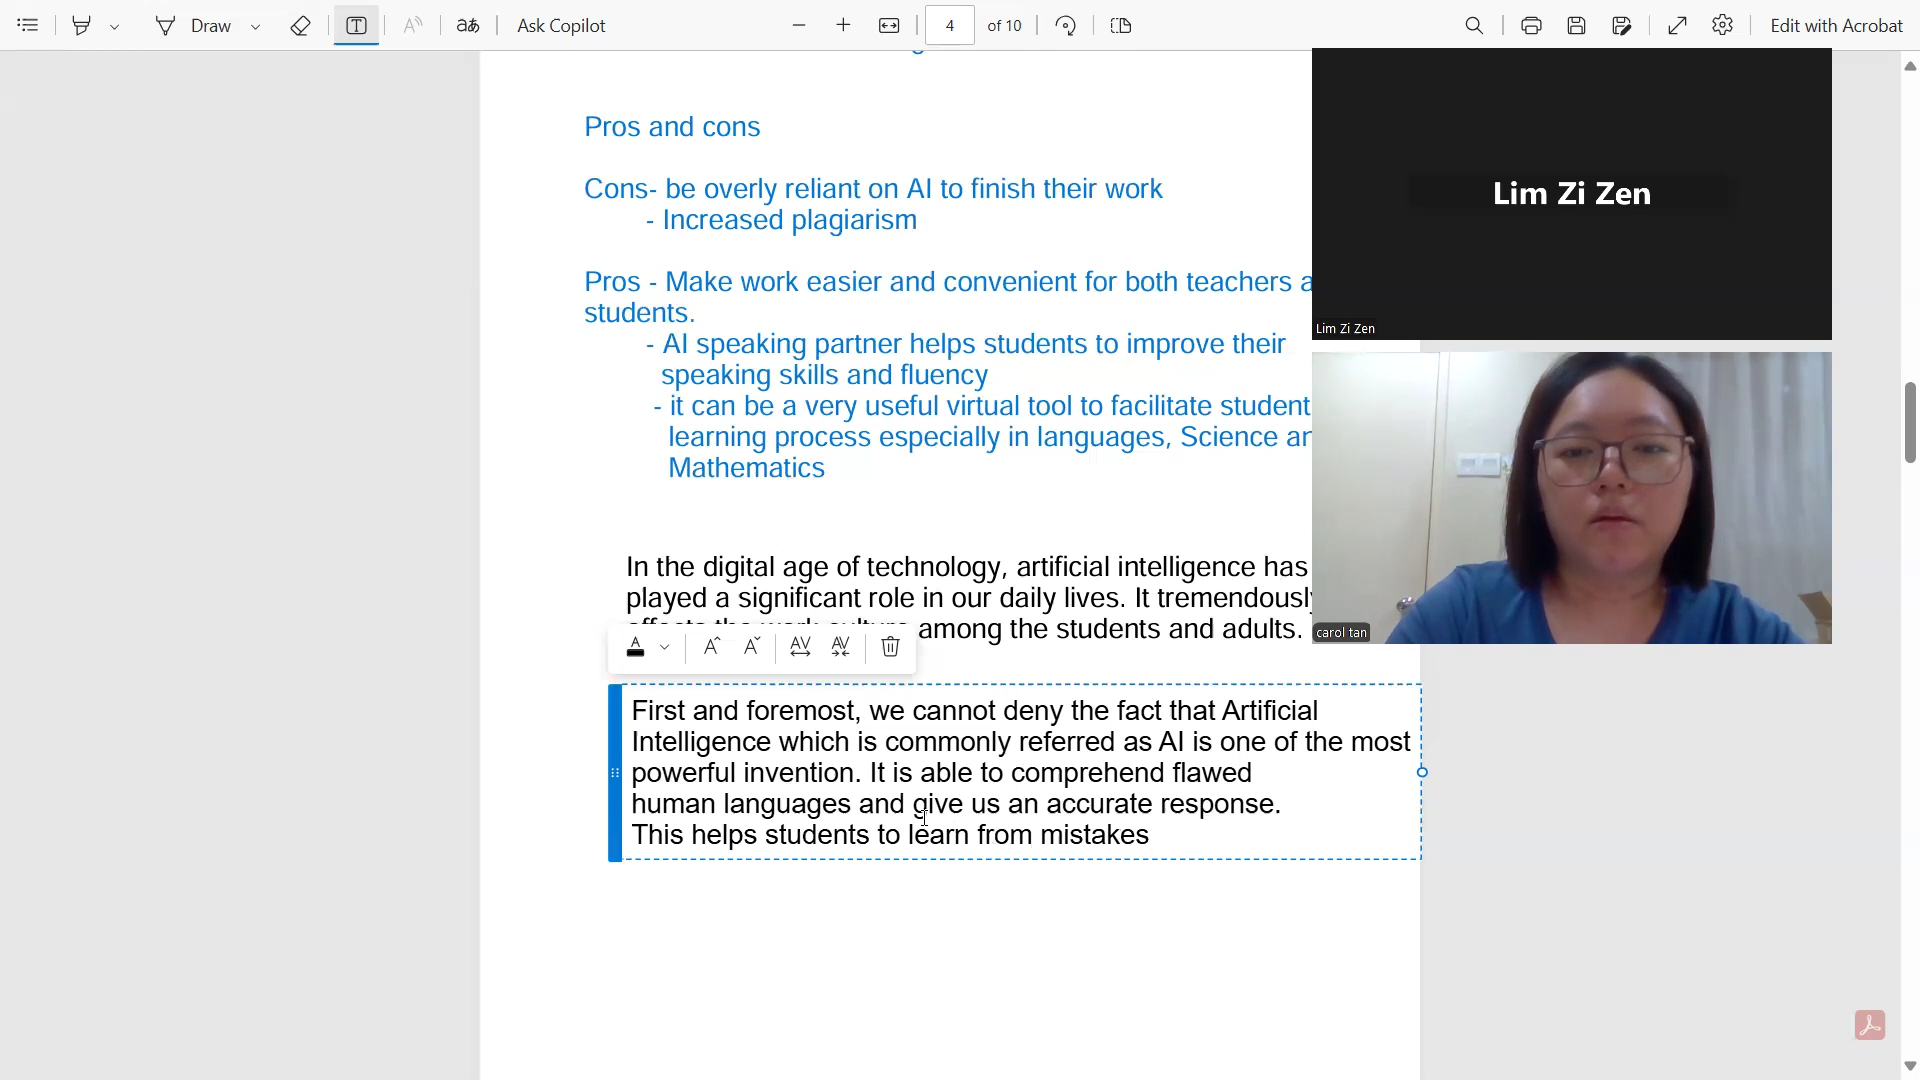 Draw
Ask Copilot
4 of 10
Edit with Acrobat
Pros and cons
Cons- be overly reliant on AI to finish their work
- Increased plagiarism
Pros - Make work easier and convenient for both teachers
students.
- AI speaking partner helps students to improve their
speaking skills and fluency
- it can be a very useful virtual tool to facilitate student
learning process especially in languages, Science
Mathematics
In the digital age of technology, artificial intelligence has
played a significant role in our daily lives. It tremendously
among the students and adults.
First and foremost, we cannot deny the fact that Artificial
Intelligence which is commonly referred as AI is one of the most
powerful invention. It is able to comprehend flawed
human languages and give us an accurate response.
This helps students to learn from mistakes
Lim Zi Zen
Lim Zi Zen
carol tan